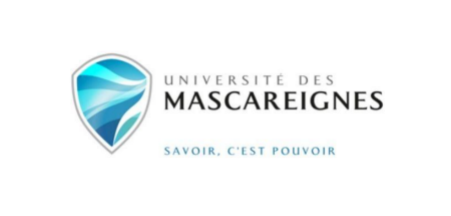 UNIVERSITÉ DES
MASCAREIGNES
SAVOIR, C'EST POUVOIR